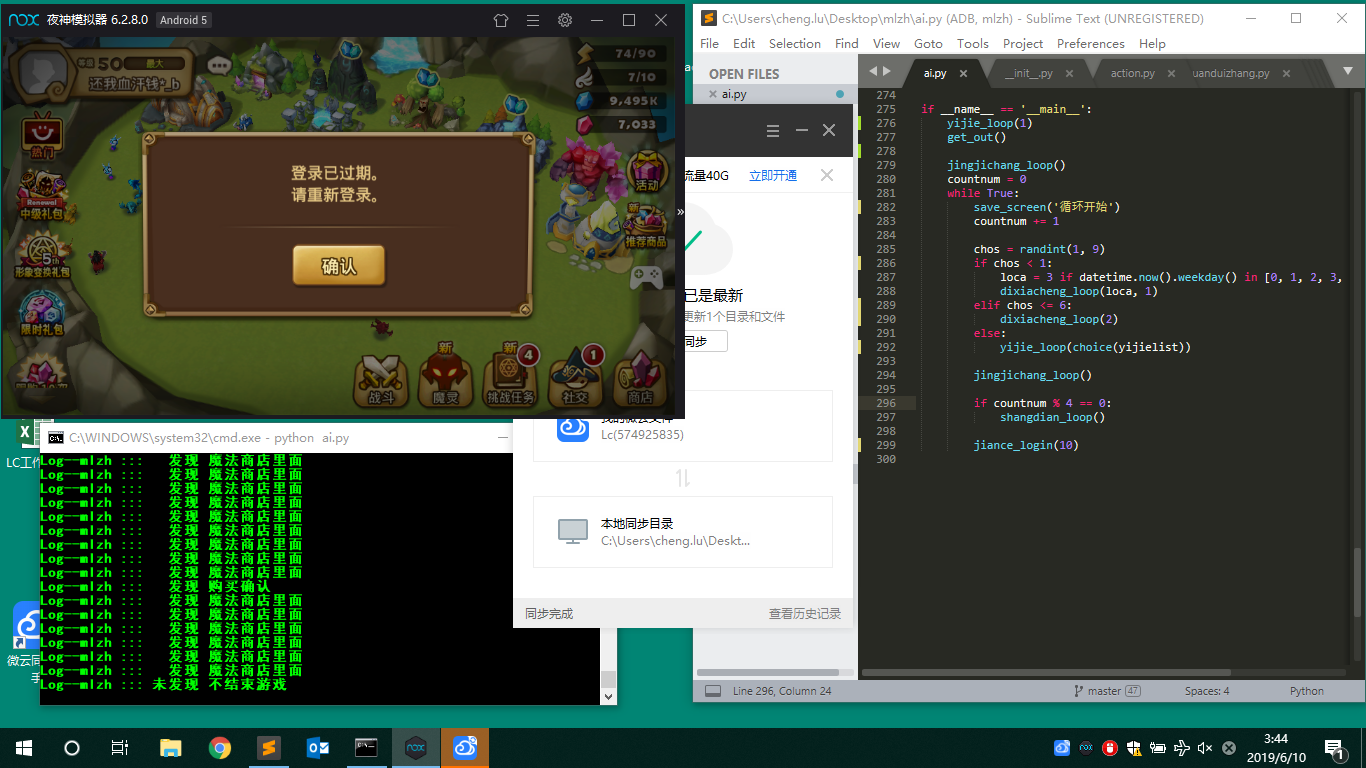 nox 夜神模拟器 6.2.8.0 Android 5
等级 50 最大
还我血汗钱*_b
74/90
7/10
9,495K
7,033
热门
Renewal
中级礼包
5th
形象变换礼包
限时礼包
登录已过期。
请重新登录。
确认
活动
新
推荐商品
战斗
新
魔灵
新
4
挑战任务
1
社交
商店
»
LC工作
微云同
手
C:\WINDOWS\system32\cmd.exe - python ai.py
Log--mlzh ::: 发现 魔法商店里面
Log--mlzh ::: 发现 魔法商店里面
Log--mlzh ::: 发现 魔法商店里面
Log--mlzh ::: 发现 魔法商店里面
Log--mlzh ::: 发现 魔法商店里面
Log--mlzh ::: 发现 魔法商店里面
Log--mlzh ::: 发现 魔法商店里面
Log--mlzh ::: 发现 魔法商店里面
Log--mlzh ::: 发现 魔法商店里面
Log--mlzh ::: 发现 购买确认
Log--mlzh ::: 发现 魔法商店里面
Log--mlzh ::: 发现 魔法商店里面
Log--mlzh ::: 发现 魔法商店里面
Log--mlzh ::: 发现 魔法商店里面
Log--mlzh ::: 发现 魔法商店里面
Log--mlzh ::: 发现 魔法商店里面
Log--mlzh ::: 未发现 不结束游戏
流量40G 立即开通
已是最新
更新1个目录和文件
同步
我的微云文件
Lc(574925835)
本地同步目录
C:\Users\cheng.lu\Deskt...
同步完成 查看历史记录
C:\Users\cheng.lu\Desktop\mlzh\ai.py (ADB, mlzh) - Sublime Text (UNREGISTERED)
File Edit Selection Find View Goto Tools Project Preferences Help
OPEN FILES
ai.py
ai.py __init__.py action.py uanduizhang.py
274
275 if __name__ == '__main__':
276 yijie_loop(1)
277 get_out()
278
279 jingjichang_loop()
280 countnum = 0
281 while True:
282 save_screen('循环开始')
283 countnum += 1
284
285 chos = randint(1, 9)
286 if chos < 1:
287 loca = 3 if datetime.now().weekday() in [0, 1, 2, 3,
288 dixiacheng_loop(loca, 1)
289 elif chos <= 6:
290 dixiacheng_loop(2)
291 else:
292 yijie_loop(choice(yijielist))
293
294 jingjichang_loop()
295
296 if countnum % 4 == 0:
297 shangdian_loop()
298
299 jiance_login(10)
300
Line 296, Column 24 master 47 Spaces: 4 Python
3:44
2019/6/10
1